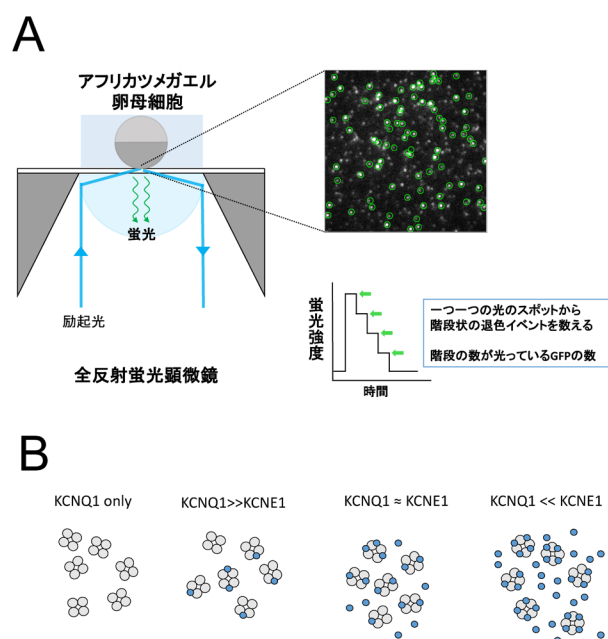 A
アフリカツメガエル
卵母細胞
蛍光
励起光
全反射蛍光顕微鏡
蛍光強度
時間
一つ一つの光のスポットから
階段状の退色イベントを数える
階段の数が光っているGFPの数
B
KCNQ1 only
KCNQ1>>KCNE1
KCNQ1 ≈ KCNE1
KCNQ1 << KCNE1